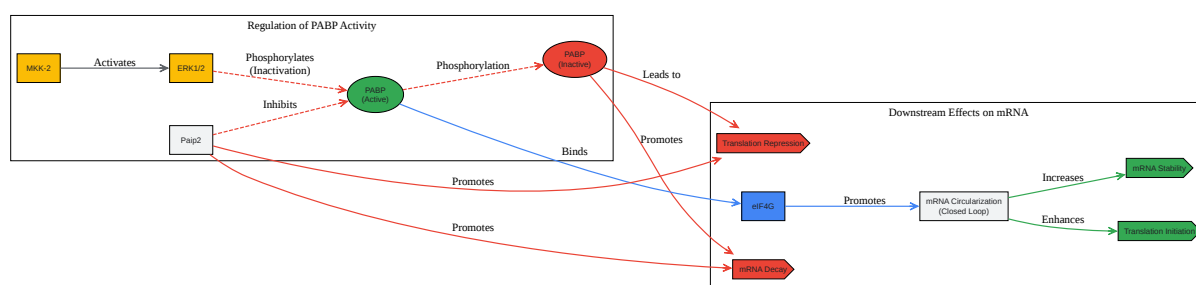 Regulation of PABP Activity
MKK-2
Activates
ERK1/2
Phosphorylates
(Inactivation)
Inhibits
Paip2
PABP
(Active)
Phosphorylation
PABP
(Inactive)
Leads to
Promotes
Binds
Promotes
Promotes
Downstream Effects on mRNA
Translation Repression
eIF4G
Promotes
mRNA Circularization
(Closed Loop)
Increases
Enhances
mRNA Stability
Translation Initiation
mRNA Decay